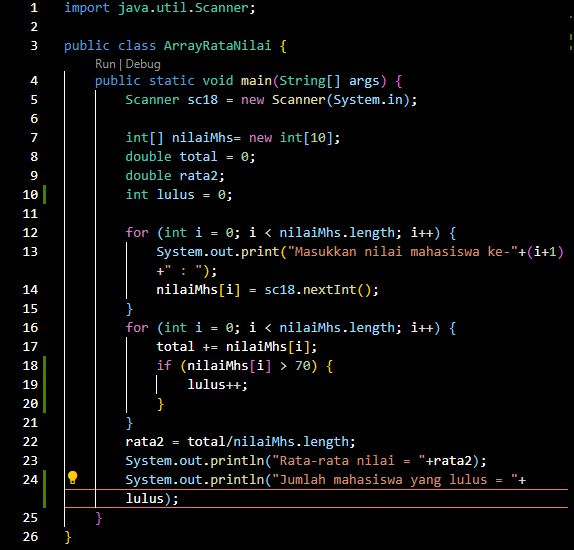 1 import java.util.Scanner;
2
3 public class ArrayRataNilai {
Run | Debug
4 public static void main(String[] args) {
5 Scanner sc18 = new Scanner(System.in);
6
7 int[] nilaiMhs= new int[10];
8 double total = 0;
9 double rata2;
10 int lulus = 0;
11
12 for (int i = 0; i < nilaiMhs.length; i++) {
13 System.out.print("Masukkan nilai mahasiswa ke-"+(i+1)
+" : ");
14 nilaiMhs[i] = sc18.nextInt();
15 }
16 for (int i = 0; i < nilaiMhs.length; i++) {
17 total += nilaiMhs[i];
18 if (nilaiMhs[i] > 70) {
19 lulus++;
20 }
21 }
22 rata2 = total/nilaiMhs.length;
23 System.out.println("Rata-rata nilai = "+rata2);
24 System.out.println("Jumlah mahasiswa yang lulus = "+
lulus);
25 }
26 }